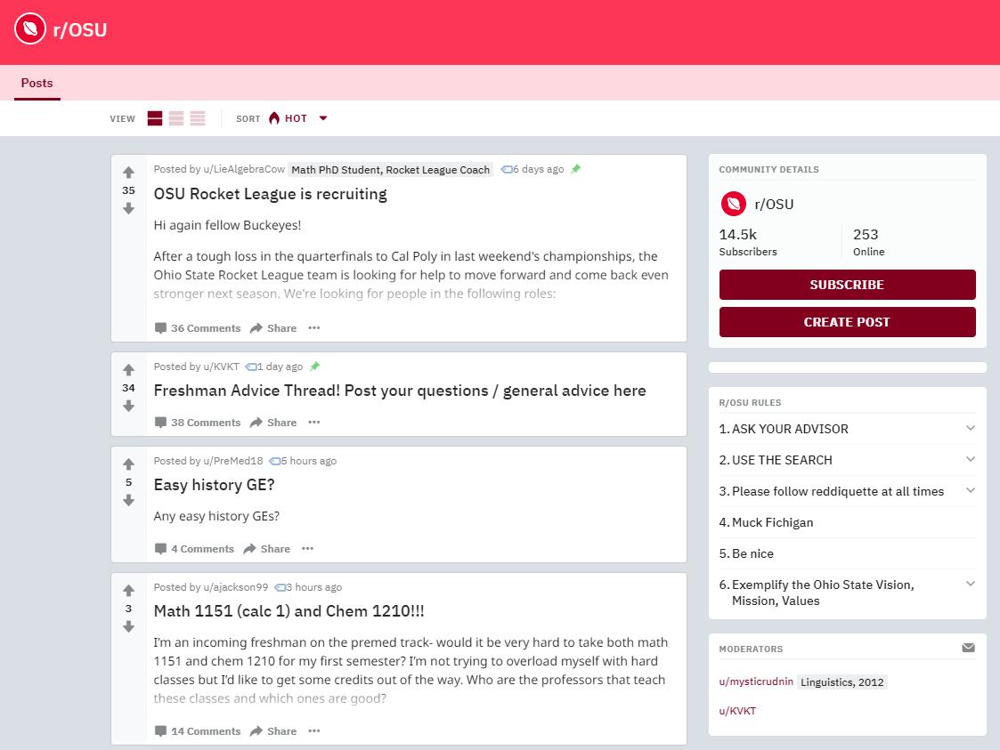 r/OSU
Posts
VIEW SORT HOT
Posted by u/LieAlgebraCow Math PhD Student, Rocket League Coach 6 days ago
35
OSU Rocket League is recruiting
Hi again fellow Buckeyes!
After a tough loss in the quarterfinals to Cal Poly in last weekend's championships, the
Ohio State Rocket League team is looking for help to move forward and come back even
stronger next season. We're looking for people in the following roles:
36 Comments Share
Posted by u/KVKT 1 day ago
34
Freshman Advice Thread! Post your questions / general advice here
38 Comments Share
Posted by u/PreMed18 5 hours ago
5
Easy history GE?
Any easy history GEs?
4 Comments Share
Posted by u/ajackson99 3 hours ago
3
Math 1151 (calc 1) and Chem 1210!!!
I'm an incoming freshman on the premed track- would it be very hard to take both math
1151 and chem 1210 for my first semester? I'm not trying to overload myself with hard
classes but I'd like to get some credits out of the way. Who are the professors that teach
these classes and which ones are good?
14 Comments Share
COMMUNITY DETAILS
r/OSU
14.5k 253
Subscribers Online
SUBSCRIBE
CREATE POST
R/OSU RULES
1. ASK YOUR ADVISOR
2. USE THE SEARCH
3. Please follow reddiquette at all times
4. Muck Fichigan
5. Be nice
6. Exemplify the Ohio State Vision,
Mission, Values
MODERATORS
u/mysticrudnin Linguistics, 2012
u/KVKT